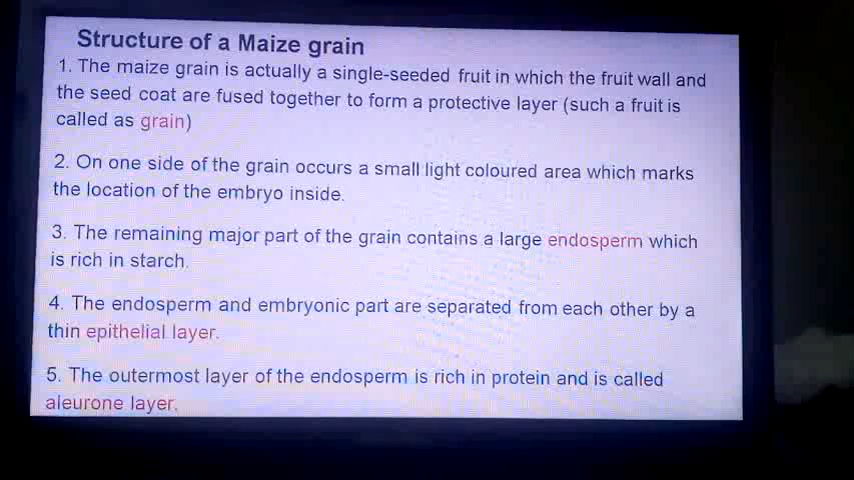 Structure of a Maize grain
1. The maize grain is actually a single-seeded fruit in which the fruit wall and
the seed coat are fused together to form a protective layer (such a fruit is
called as grain)
2. On one side of the grain occurs a small light coloured area which marks
the location of the embryo inside.
3. The remaining major part of the grain contains a large endosperm which
is rich in starch.
4. The endosperm and embryonic part are separated from each other by a
thin epithelial layer.
5. The outermost layer of the endosperm is rich in protein and is called
aleurone layer.